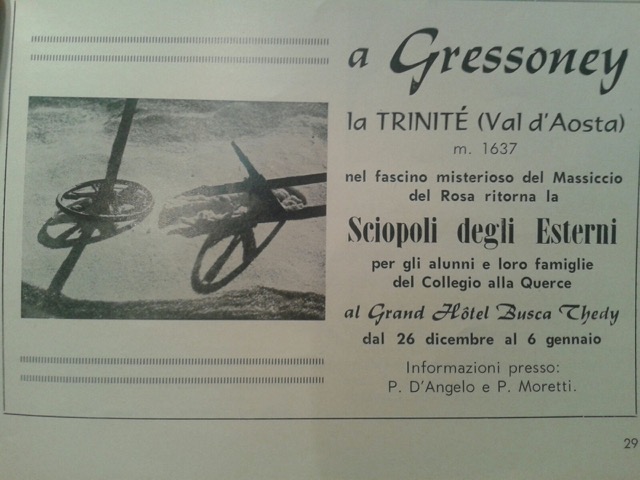 a Gressoney
la TRINITÉ (Val d'Aosta)
m. 1637
nel fascino misterioso del Massiccio
del Rosa ritorna la
Sciopoli degli Esterni
per gli alunni e loro famiglie
del Collegio alla Querce
al Grand Hôtel Busca Thedy
dal 26 dicembre al 6 gennaio
Informazioni presso:
P. D'Angelo e P. Moretti.
29